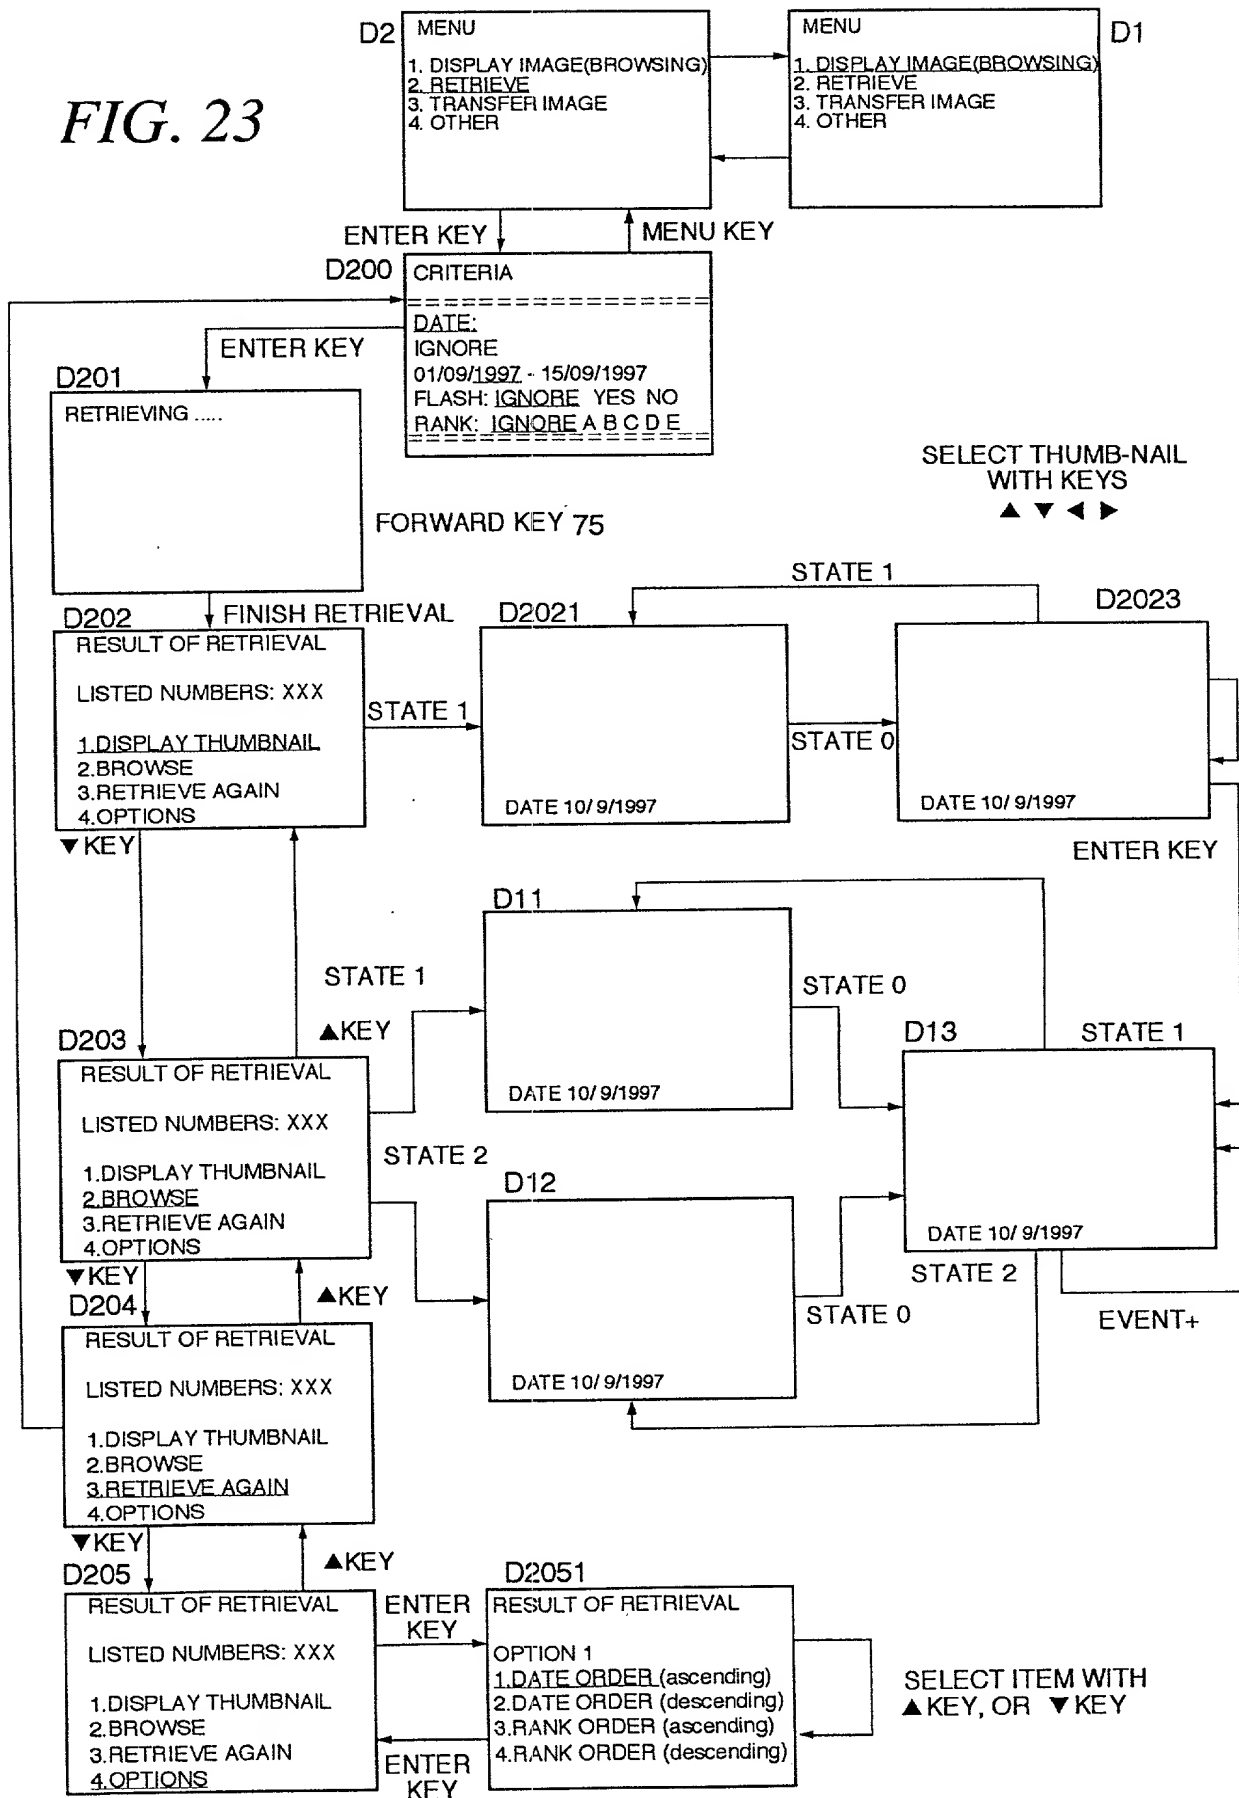 FIG. 23
D2
MENU
1. DISPLAY IMAGE(BROWSING)
2. RETRIEVE
3. TRANSFER IMAGE
4. OTHER
D1
MENU
1. DISPLAY IMAGE(BROWSING)
2. RETRIEVE
3. TRANSFER IMAGE
4. OTHER
ENTER KEY
MENU KEY
D200
CRITERIA
DATE:
IGNORE
01/09/1997 - 15/09/1997
FLASH: IGNORE YES NO
RANK: IGNORE A B C D E
ENTER KEY
D201
RETRIEVING .....
FORWARD KEY 75
SELECT THUMB-NAIL
WITH KEYS
▲ ▼ ◀ ▶
FINISH RETRIEVAL
D202
RESULT OF RETRIEVAL
LISTED NUMBERS: XXX
1.DISPLAY THUMBNAIL
2.BROWSE
3.RETRIEVE AGAIN
4.OPTIONS
STATE 1
D2021
DATE 10/ 9/1997
STATE 1
STATE 0
D2023
DATE 10/ 9/1997
ENTER KEY
▼KEY
▲KEY
D203
RESULT OF RETRIEVAL
LISTED NUMBERS: XXX
1.DISPLAY THUMBNAIL
2.BROWSE
3.RETRIEVE AGAIN
4.OPTIONS
STATE 1
D11
DATE 10/ 9/1997
STATE 0
STATE 2
D12
DATE 10/ 9/1997
STATE 0
D13
STATE 1
DATE 10/ 9/1997
STATE 2
EVENT+
▼KEY
▲KEY
D204
RESULT OF RETRIEVAL
LISTED NUMBERS: XXX
1.DISPLAY THUMBNAIL
2.BROWSE
3.RETRIEVE AGAIN
4.OPTIONS
▼KEY
▲KEY
D205
RESULT OF RETRIEVAL
LISTED NUMBERS: XXX
1.DISPLAY THUMBNAIL
2.BROWSE
3.RETRIEVE AGAIN
4.OPTIONS
ENTER
KEY
ENTER
KEY
D2051
RESULT OF RETRIEVAL
OPTION 1
1.DATE ORDER (ascending)
2.DATE ORDER (descending)
3.RANK ORDER (ascending)
4.RANK ORDER (descending)
SELECT ITEM WITH
▲KEY, OR ▼KEY